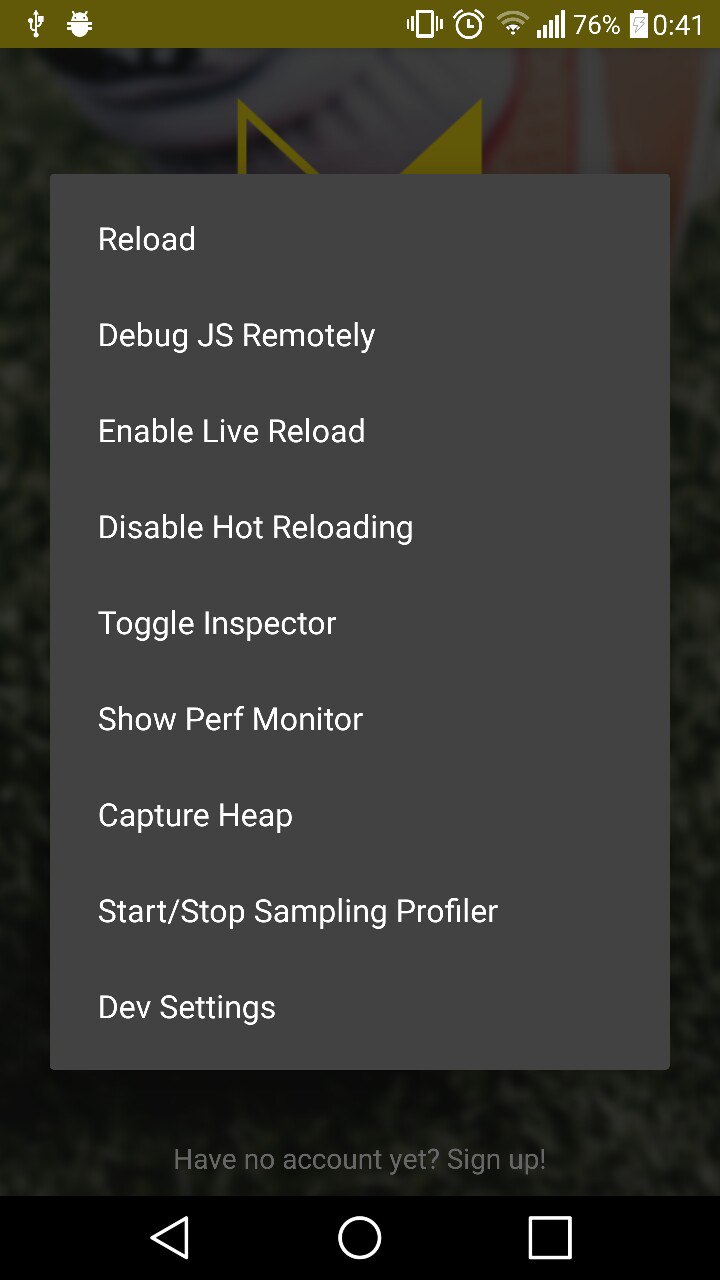 76% 0:41
Reload
Debug JS Remotely
Enable Live Reload
Disable Hot Reloading
Toggle Inspector
Show Perf Monitor
Capture Heap
Start/Stop Sampling Profiler
Dev Settings
Have no account yet? Sign up!